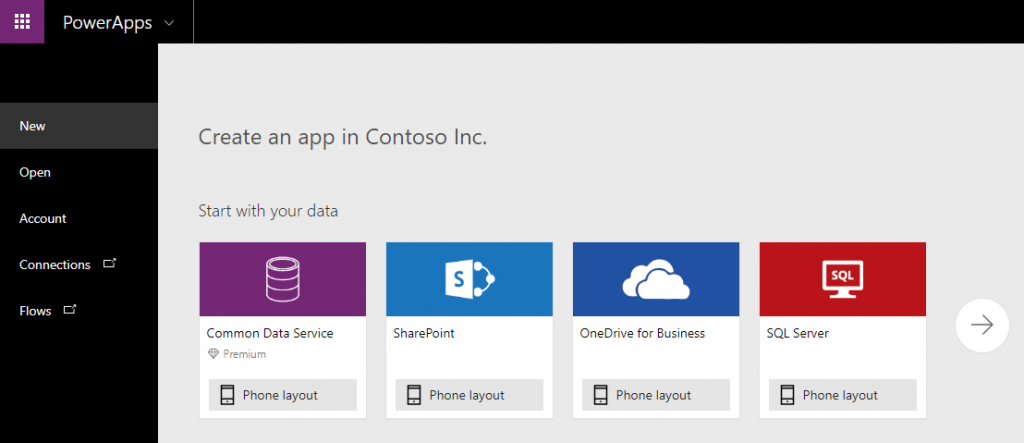 PowerApps
New
Open
Account
Connections
Flows
Create an app in Contoso Inc.
Start with your data
S
SQL
Common Data Service
Premium
SharePoint
OneDrive for Business
SQL Server
Phone layout
Phone layout
Phone layout
Phone layout